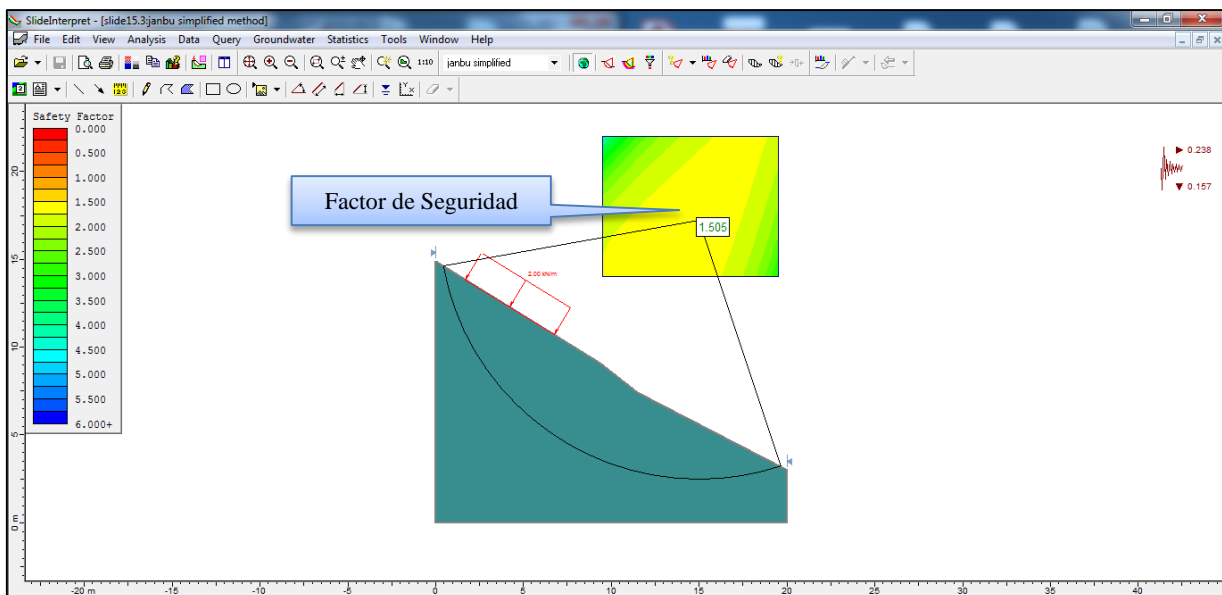 SlideInterpret - [slide15.3:janbu simplified method]
File Edit View Analysis Data Query Groundwater Statistics Tools Window Help
1:10 janbu simplified
Safety Factor
0.000
0.500
1.000
1.500
2.000
2.500
3.000
3.500
4.000
4.500
5.000
5.500
6.000+
Factor de Seguridad
1.505
0.238
0.157
2.00 kN/m
20
15
10
5
0 m
-20 m -15 -10 -5 0 5 10 15 20 25 30 35 40